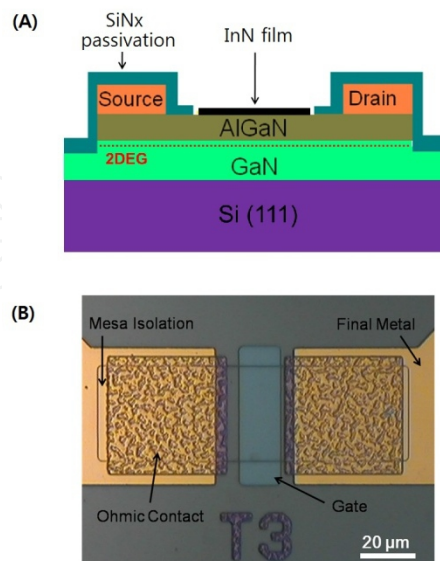 (A)
SiNx
passivation
InN film
Source
Drain
AlGaN
2DEG
GaN
Si (111)
(B)
Mesa Isolation
Final Metal
Ohmic Contact
Gate
T3
20 µm